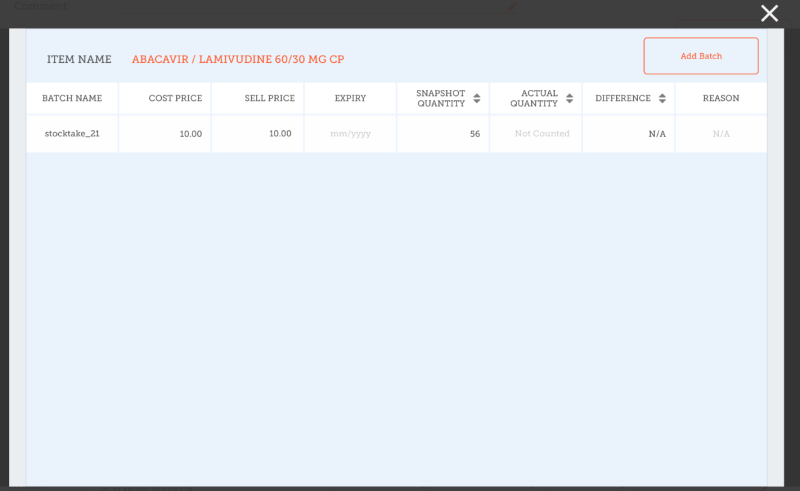 Comment
ITEM NAME ABACAVIR / LAMIVUDINE 60/30 MG CP
Add Batch
BATCH NAME COST PRICE SELL PRICE EXPIRY SNAPSHOT QUANTITY ACTUAL QUANTITY DIFFERENCE REASON
stocktake_21 10.00 10.00 mm/yyyy 56 Not Counted N/A N/A